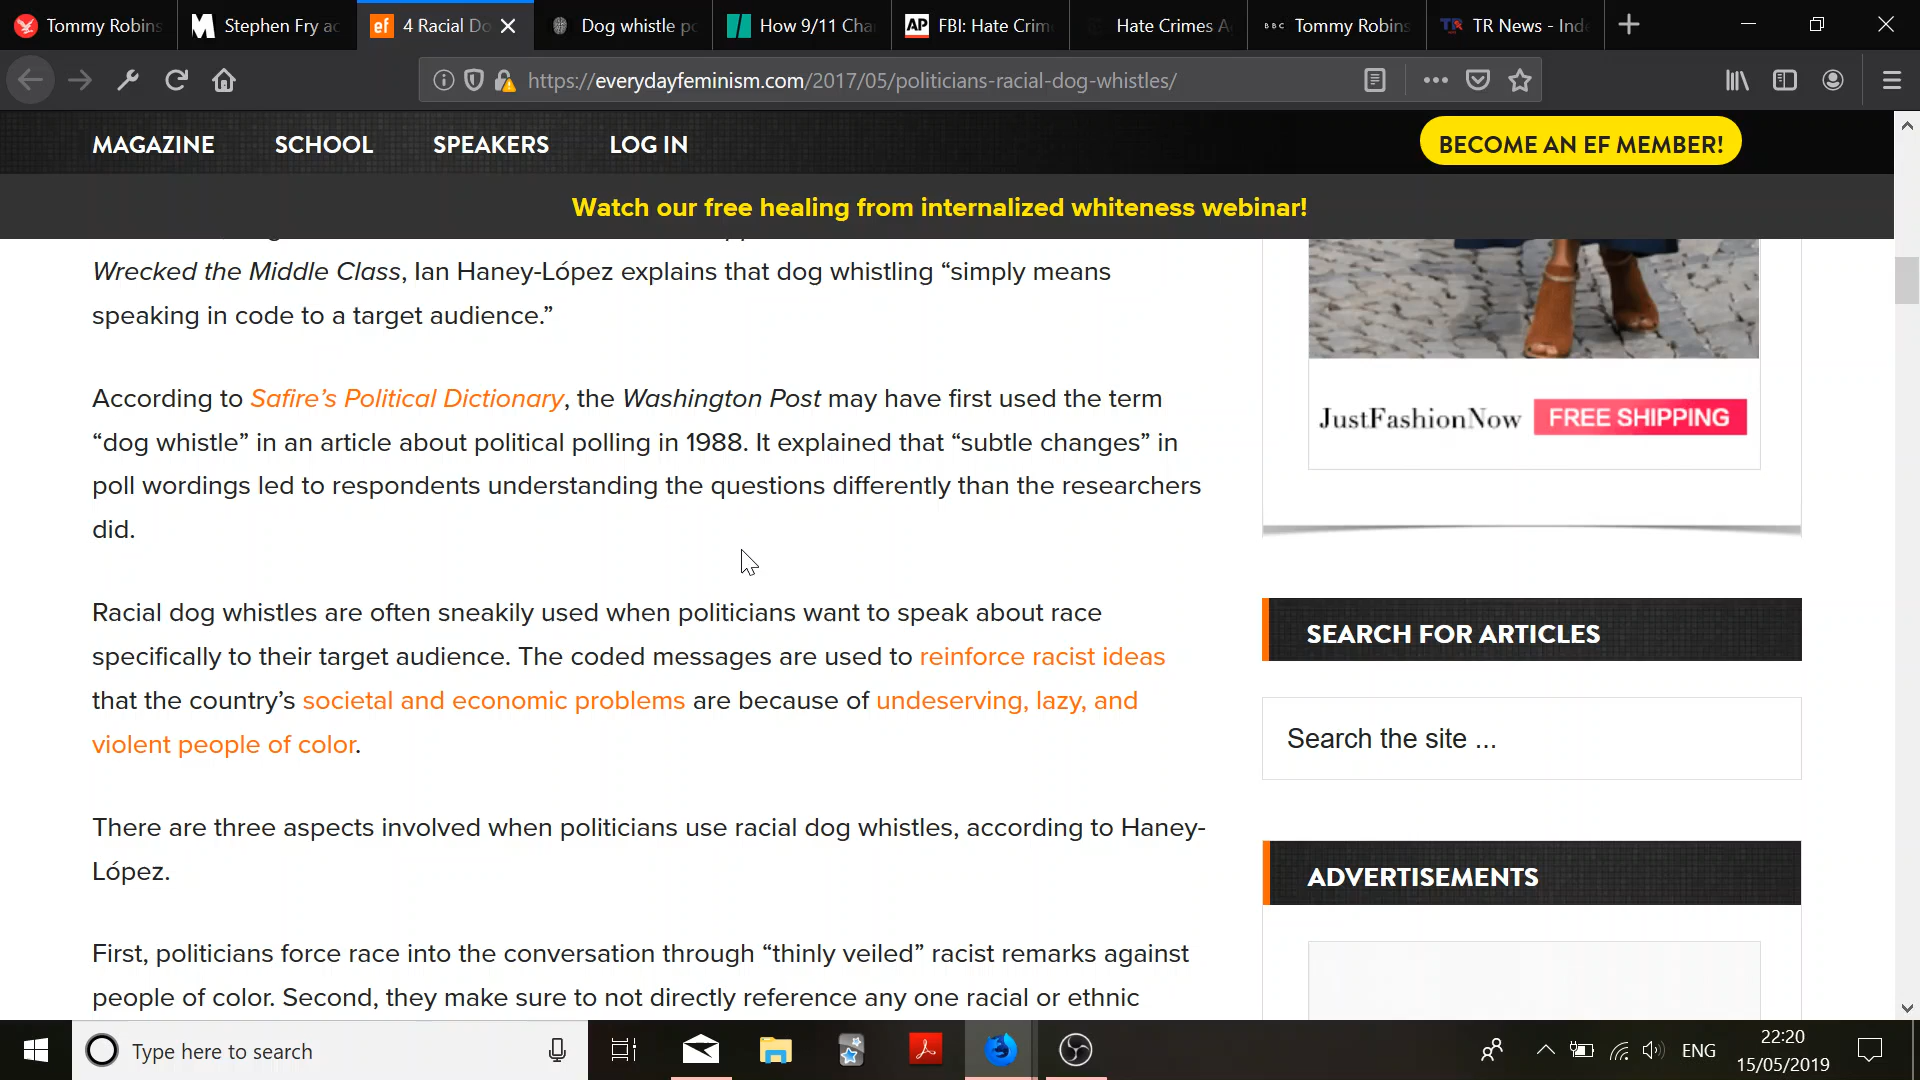 Tommy Robins
Stephen Fry ac
4 Racial Do
Dog whistle po
How 9/11 Cha
AP FBI: Hate Crim
Hate Crimes A
BBC Tommy Robins
TR TR News - Ind
https://everydayfeminism.com/2017/05/politicians-racial-dog-whistles/
MAGAZINE SCHOOL SPEAKERS LOG IN BECOME AN EF MEMBER!
Watch our free healing from internalized whiteness webinar!
Wrecked the Middle Class, Ian Haney-López explains that dog whistling “simply means
speaking in code to a target audience.”
According to Safire’s Political Dictionary, the Washington Post may have first used the term
“dog whistle” in an article about political polling in 1988. It explained that “subtle changes” in
poll wordings led to respondents understanding the questions differently than the researchers
did.
Racial dog whistles are often sneakily used when politicians want to speak about race
specifically to their target audience. The coded messages are used to reinforce racist ideas
that the country’s societal and economic problems are because of undeserving, lazy, and
violent people of color.
There are three aspects involved when politicians use racial dog whistles, according to Haney-
López.
First, politicians force race into the conversation through “thinly veiled” racist remarks against
people of color. Second, they make sure to not directly reference any one racial or ethnic
JustFashionNow FREE SHIPPING
SEARCH FOR ARTICLES
Search the site ...
ADVERTISEMENTS
Type here to search
ENG
22:20
15/05/2019